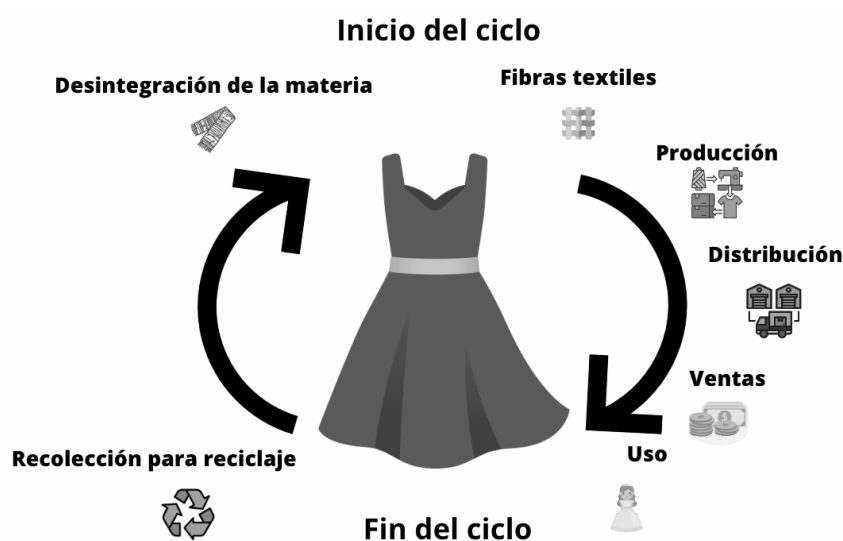 Inicio del ciclo
Desintegración de la materia
Fibras textiles
Producción
Distribución
Ventas
Uso
Recolección para reciclaje
Fin del ciclo